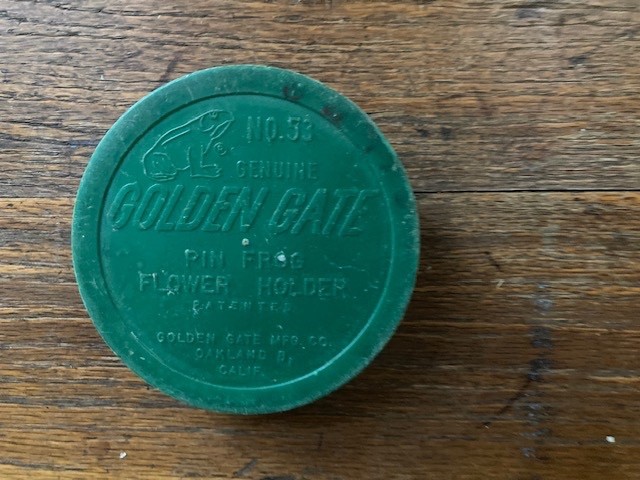 NO. 53
GENUINE
GOLDEN GATE
PIN FROG
FLOWER HOLDER
PATENTED
GOLDEN GATE MFG. CO.
OAKLAND 8,
CALIF.